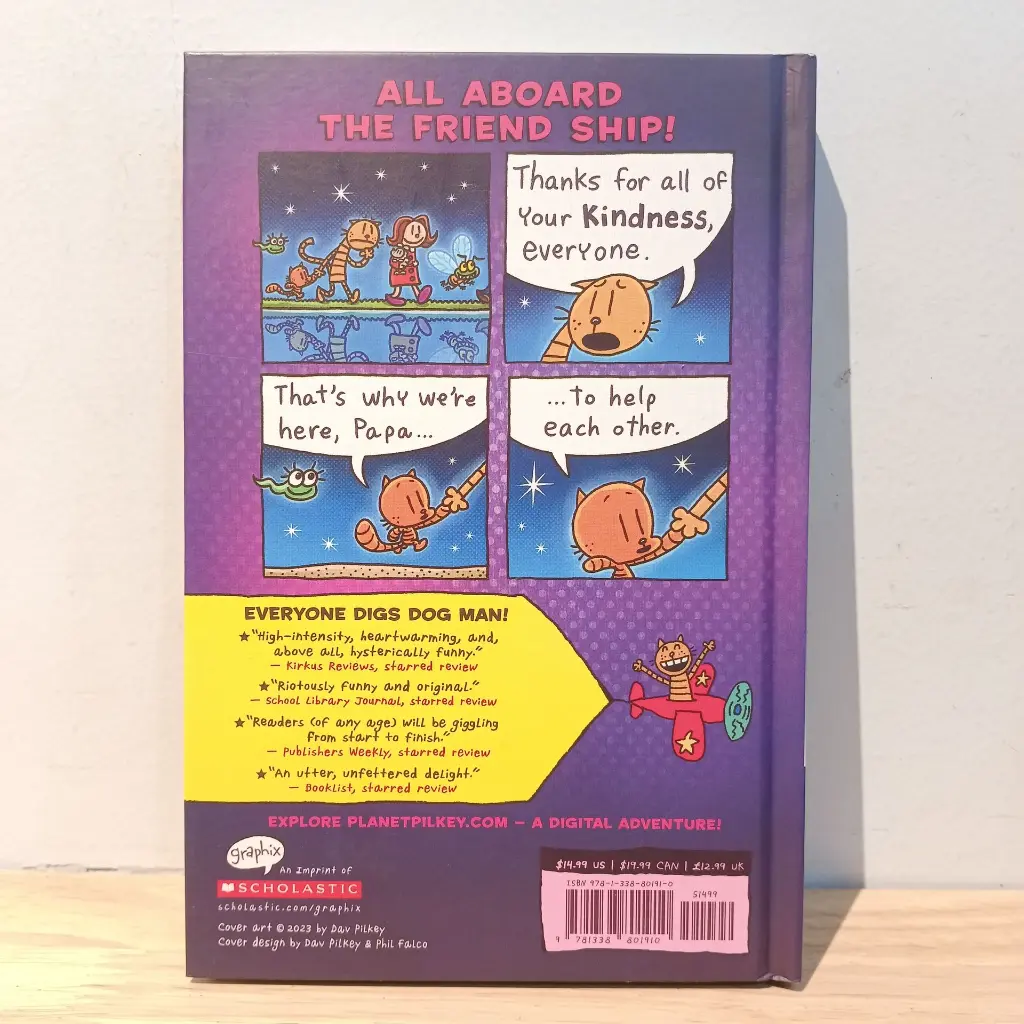 ALL ABOARD
THE FRIEND SHIP!
Thanks for all of
your Kindness,
everyone.
That's why we're
here, Papa...
...to help
each other.
EVERYONE DIGS DOG MAN!
★"High-intensity, heartwarming, and,
above all, hysterically funny."
— Kirkus Reviews, starred review
★"Riotously funny and original."
— School Library Journal, starred review
★"Readers (of any age) will be giggling
from start to finish."
— Publishers Weekly, starred review
★"An utter, unfettered delight."
— Booklist, starred review
EXPLORE PLANETPILKEY.COM — A DIGITAL ADVENTURE!
graphix
An Imprint of
SCHOLASTIC
scholastic.com/graphix
Cover art © 2023 by Dav Pilkey
Cover design by Dav Pilkey & Phil Falco
$14.99 US | $19.99 CAN | £12.99 UK
ISBN 978-1-338-80191-0
51499
9 781338 801910